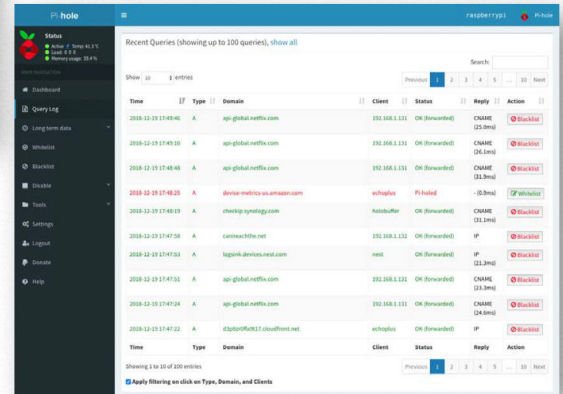 Pi-hole
raspberrypi
Pi-hole
Status
Active Temp: 41.3 °C
Load: 0 0 0
Memory usage: 33.4 %
MAIN NAVIGATION
Dashboard
Query Log
Long term data
Whitelist
Blacklist
Disable
Tools
Settings
Logout
Donate
Help
Recent Queries (showing up to 100 queries), show all
Search:
Show 10 entries
Previous 1 2 3 4 5 ... 10 Next
Time Type Domain Client Status Reply Action
2018-12-19 17:49:46 A api-global.netflix.com 192.168.1.131 OK (forwarded) CNAME (25.0ms) Blacklist
2018-12-19 17:49:10 A api-global.netflix.com 192.168.1.131 OK (forwarded) CNAME (26.1ms) Blacklist
2018-12-19 17:48:48 A api-global.netflix.com 192.168.1.131 OK (forwarded) CNAME (31.9ms) Blacklist
2018-12-19 17:48:25 A device-metrics-us.amazon.com echoplus Pi-holed - (0.9ms) Whitelist
2018-12-19 17:48:19 A checkip.synology.com holobuffer OK (forwarded) CNAME (31.1ms) Blacklist
2018-12-19 17:47:58 A canireachthe.net 192.168.1.132 OK (forwarded) IP Blacklist
2018-12-19 17:47:53 A logsink.devices.nest.com nest OK (forwarded) IP (21.3ms) Blacklist
2018-12-19 17:47:51 A api-global.netflix.com 192.168.1.131 OK (forwarded) CNAME (23.3ms) Blacklist
2018-12-19 17:47:24 A api-global.netflix.com 192.168.1.131 OK (forwarded) CNAME (24.6ms) Blacklist
2018-12-19 17:47:22 A echoplus OK (forwarded) IP Blacklist
Time Type Domain Client Status Reply Action
Showing 1 to 10 of 100 entries
Previous 1 2 3 4 5 ... 10 Next
Apply filtering on click on Type, Domain, and Clients